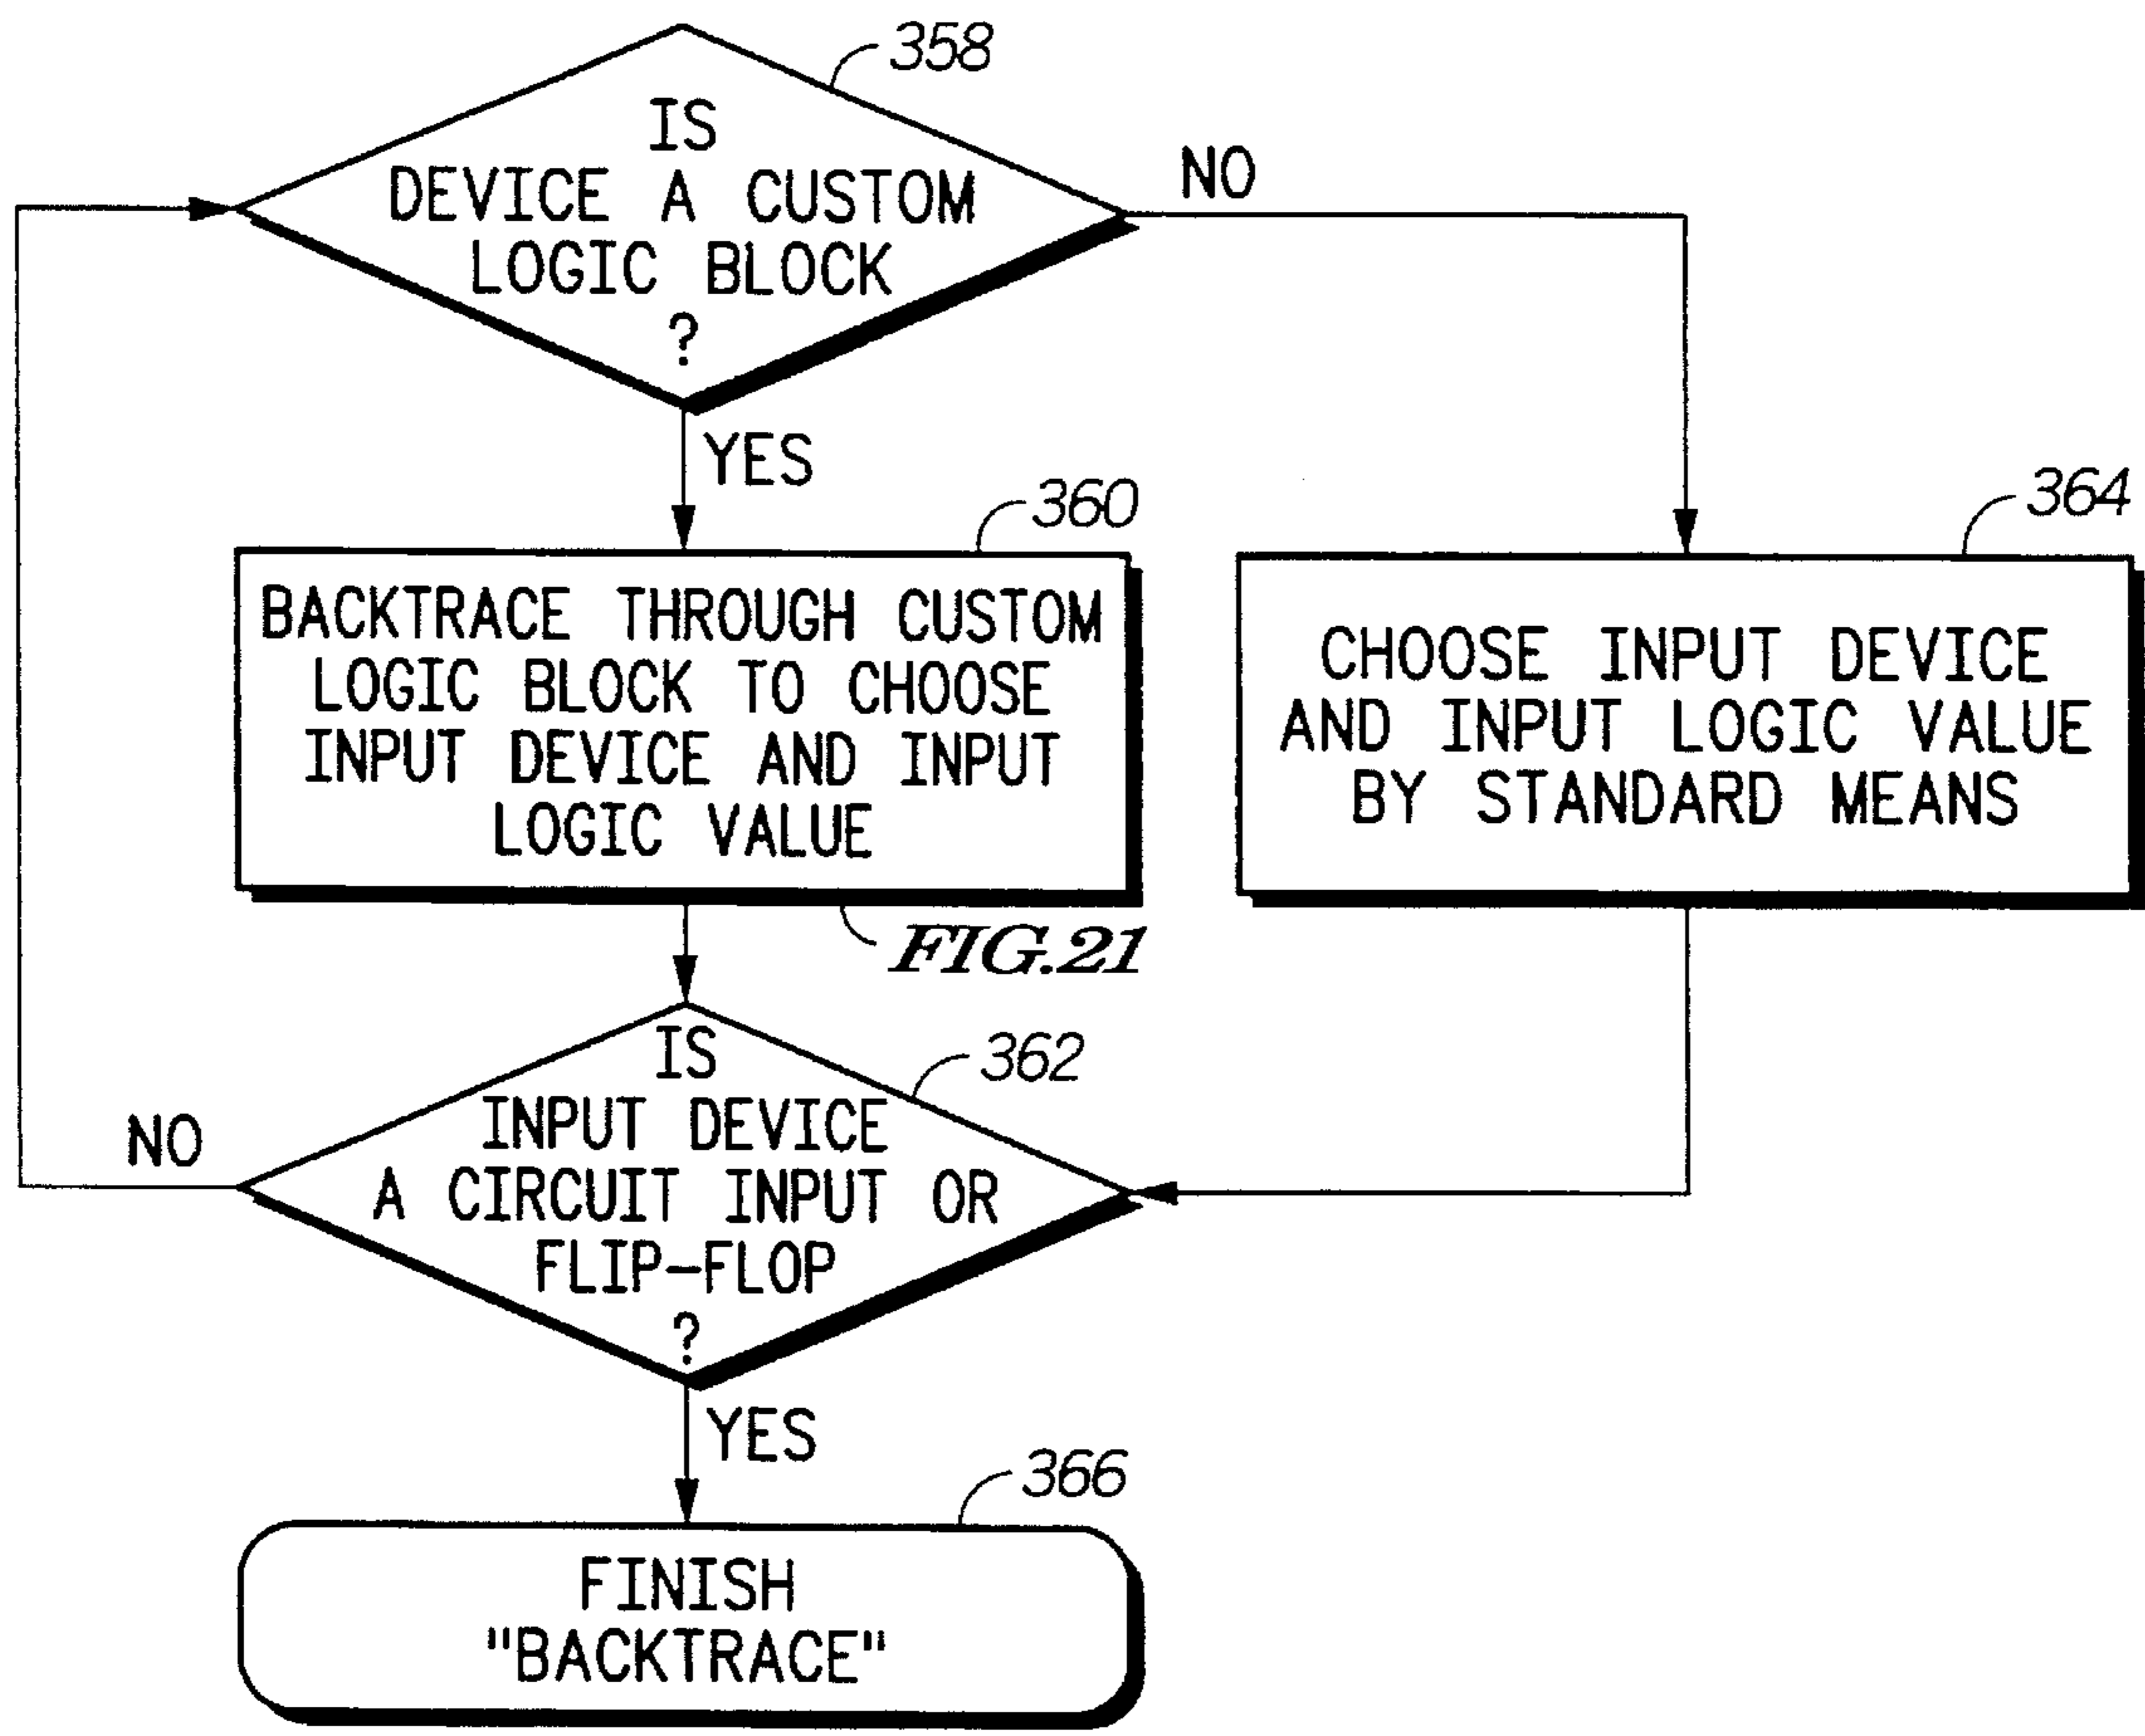 358
IS
DEVICE A CUSTOM
LOGIC BLOCK
?
NO
YES
360
BACKTRACE THROUGH CUSTOM
LOGIC BLOCK TO CHOOSE
INPUT DEVICE AND INPUT
LOGIC VALUE
FIG.21
364
CHOOSE INPUT DEVICE
AND INPUT LOGIC VALUE
BY STANDARD MEANS
362
IS
INPUT DEVICE
A CIRCUIT INPUT OR
FLIP-FLOP
?
NO
YES
366
FINISH
"BACKTRACE"